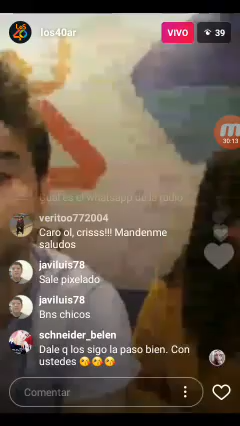 los40ar
VIVO
39
30:13
Cual es el whatsapp de la radio
veritoo772004
Caro ol, crisss!!! Mandenme
saludos
javiluis78
Sale pixelado
javiluis78
Bns chicos
schneider_belen
Dale q los sigo la paso bien. Con
ustedes 😙😙😙
Comentar